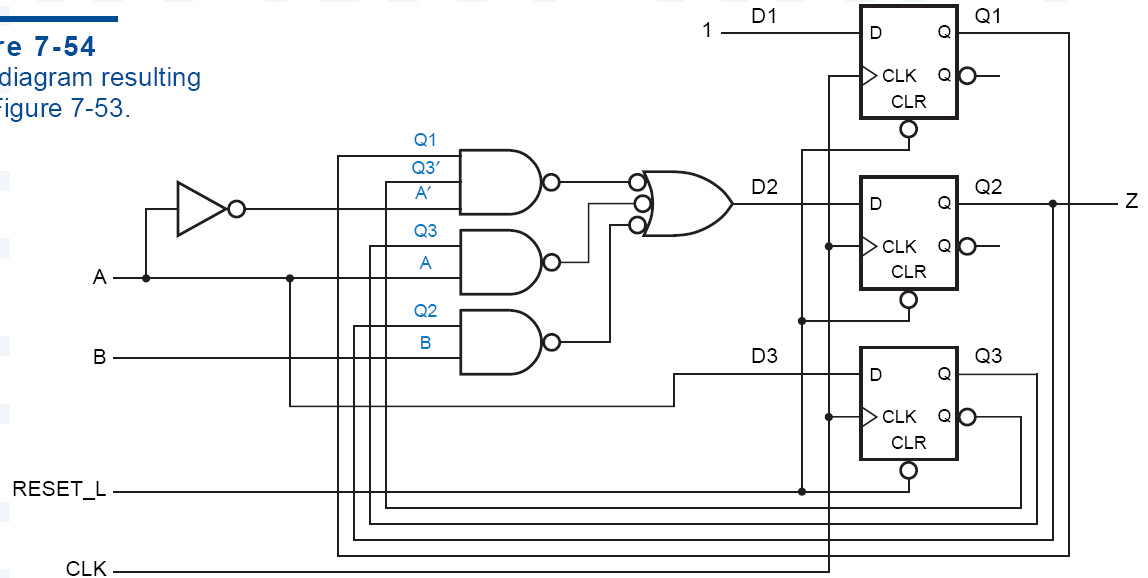 re 7-54
diagram resulting
Figure 7-53.
1
D1
D
Q
Q1
CLK
Q
CLR
Q1
Q3′
A′
Q3
A
Q2
B
A
B
D2
D
Q
Q2
Z
CLK
Q
CLR
D3
D
Q
Q3
CLK
Q
CLR
RESET_L
CLK